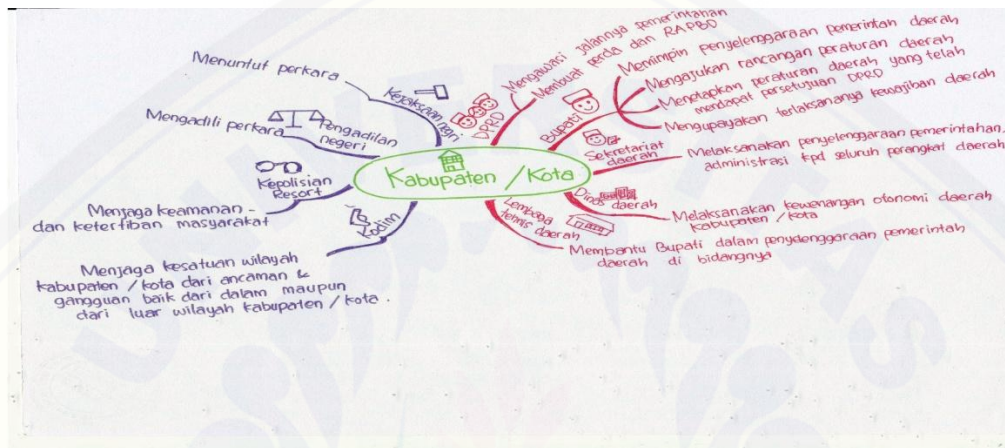 Kabupaten / Kota
DPRD
Mengawasi jalannya pemerintahan
Membuat perda dan RAPBD
Bupati
Memimpin penyelenggaraan pemerintah daerah
Mengajukan rancangan peraturan daerah
Menetapkan peraturan daerah yang telah
mendapat persetujuan DPRD
Mengupayakan terlaksananya kewajiban daerah
Sekretariat
daerah
Melaksanakan penyelenggaraan pemerintahan
administrasi kpd seluruh perangkat daerah
Dinas daerah
Melaksanakan kewenangan otonomi daerah
Kabupaten / kota
Lembaga
teknis daerah
Membantu Bupati dalam penyelenggaraan pemerintah
daerah di bidangnya
Kodim
Menjaga kesatuan wilayah
kabupaten / kota dari ancaman &
gangguan baik dari dalam maupun
dari luar wilayah kabupaten / kota.
Kepolisian
Resort
Menjaga keamanan -
dan ketertiban masyarakat
Pengadilan
negeri
Mengadili perkara
Kejaksaan negri
Menuntut perkara